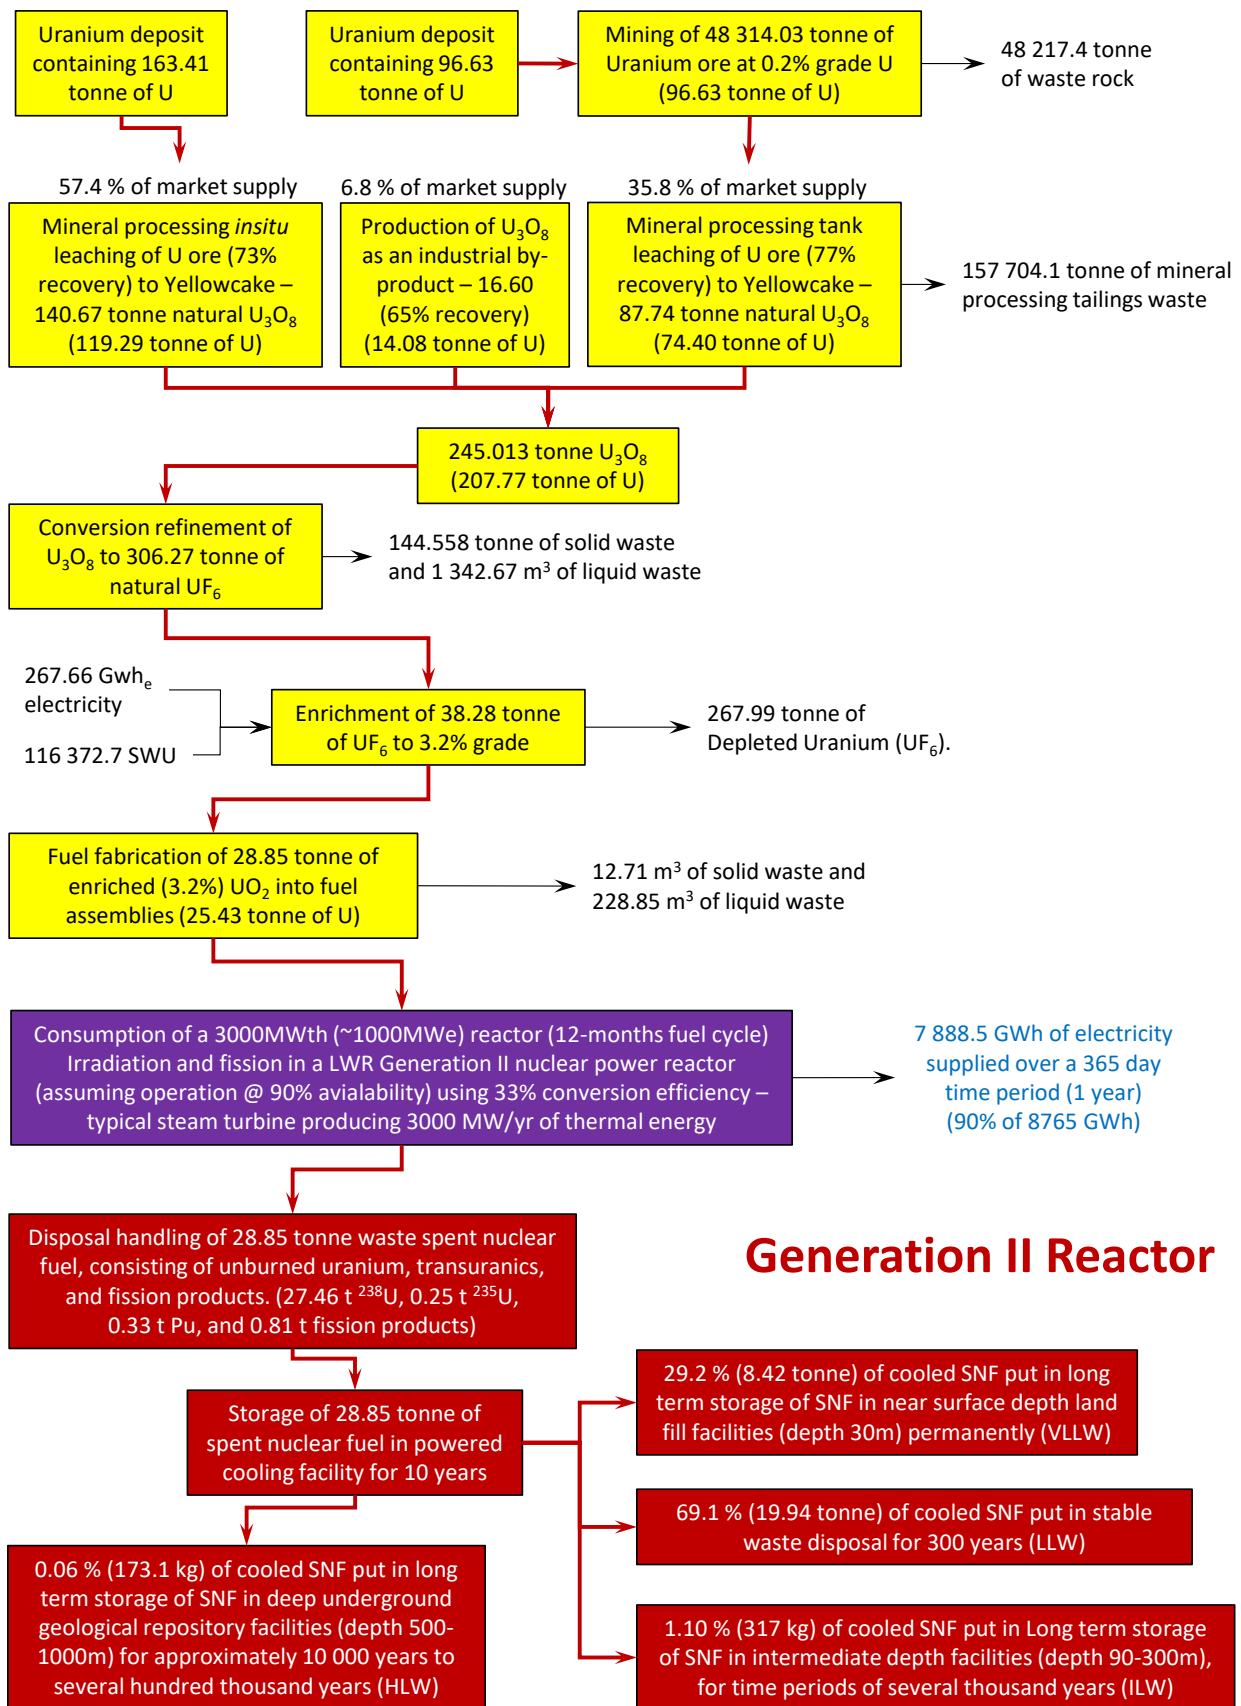 Uranium deposit
containing 163.41
tonne of U
Uranium deposit
containing 96.63
tonne of U
Mining of 48 314.03 tonne of
Uranium ore at 0.2% grade U
(96.63 tonne of U)
48 217.4 tonne
of waste rock
57.4 % of market supply
6.8 % of market supply
35.8 % of market supply
Mineral processing insitu
leaching of U ore (73%
recovery) to Yellowcake –
140.67 tonne natural U₃O₈
(119.29 tonne of U)
Production of U₃O₈
as an industrial by-
product – 16.60
(65% recovery)
(14.08 tonne of U)
Mineral processing tank
leaching of U ore (77%
recovery) to Yellowcake –
87.74 tonne natural U₃O₈
(74.40 tonne of U)
157 704.1 tonne of mineral
processing tailings waste
245.013 tonne U₃O₈
(207.77 tonne of U)
Conversion refinement of
U₃O₈ to 306.27 tonne of
natural UF₆
144.558 tonne of solid waste
and 1 342.67 m³ of liquid waste
267.66 Gwhₑ
electricity
116 372.7 SWU
Enrichment of 38.28 tonne
of UF₆ to 3.2% grade
267.99 tonne of
Depleted Uranium (UF₆).
Fuel fabrication of 28.85 tonne of
enriched (3.2%) UO₂ into fuel
assemblies (25.43 tonne of U)
12.71 m³ of solid waste and
228.85 m³ of liquid waste
Consumption of a 3000MWth (~1000MWe) reactor (12-months fuel cycle)
Irradiation and fission in a LWR Generation II nuclear power reactor
(assuming operation @ 90% avialability) using 33% conversion efficiency –
typical steam turbine producing 3000 MW/yr of thermal energy
7 888.5 GWh of electricity
supplied over a 365 day
time period (1 year)
(90% of 8765 GWh)
Disposal handling of 28.85 tonne waste spent nuclear
fuel, consisting of unburned uranium, transuranics,
and fission products. (27.46 t ²³⁸U, 0.25 t ²³⁵U,
0.33 t Pu, and 0.81 t fission products)
Generation II Reactor
Storage of 28.85 tonne of
spent nuclear fuel in powered
cooling facility for 10 years
29.2 % (8.42 tonne) of cooled SNF put in long
term storage of SNF in near surface depth land
fill facilities (depth 30m) permanently (VLLW)
69.1 % (19.94 tonne) of cooled SNF put in stable
waste disposal for 300 years (LLW)
0.06 % (173.1 kg) of cooled SNF put in long
term storage of SNF in deep underground
geological repository facilities (depth 500-
1000m) for approximately 10 000 years to
several hundred thousand years (HLW)
1.10 % (317 kg) of cooled SNF put in Long term storage
of SNF in intermediate depth facilities (depth 90-300m),
for time periods of several thousand years (ILW)